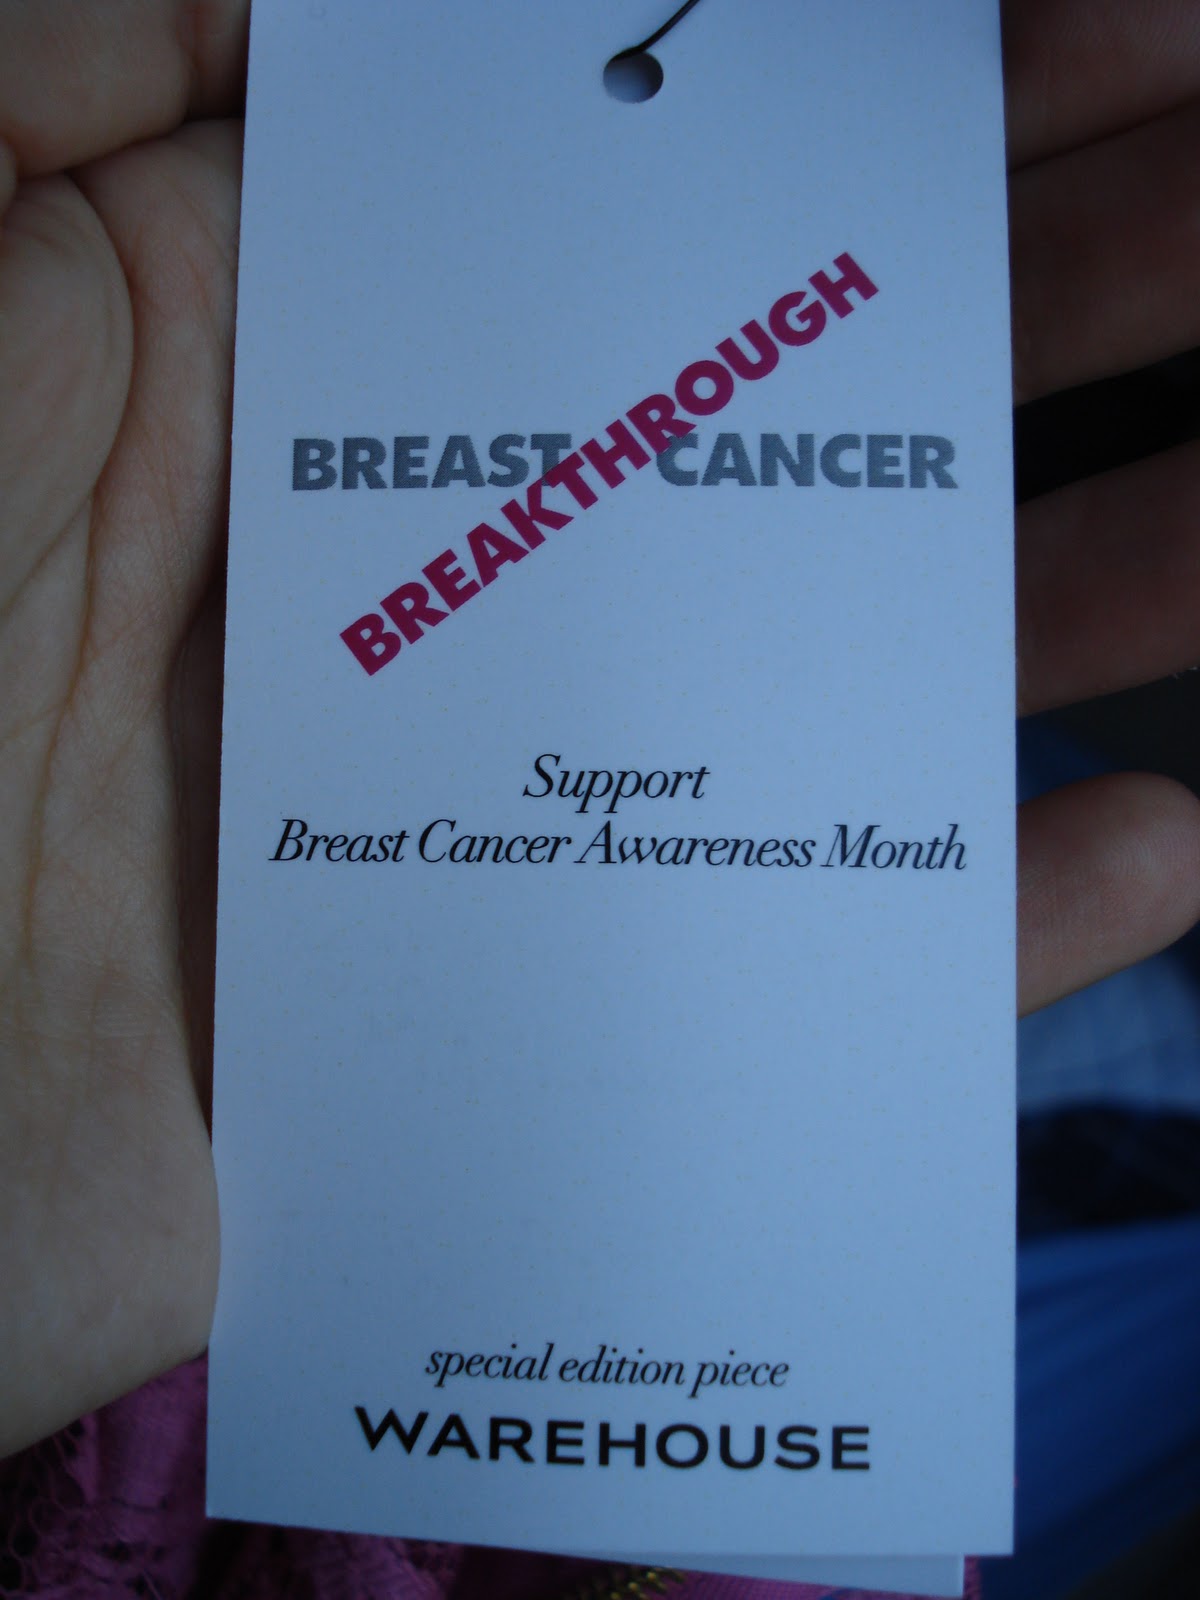 BREAKTHROUGH
BREAST CANCER
Support
Breast Cancer Awareness Month
special edition piece
WAREHOUSE